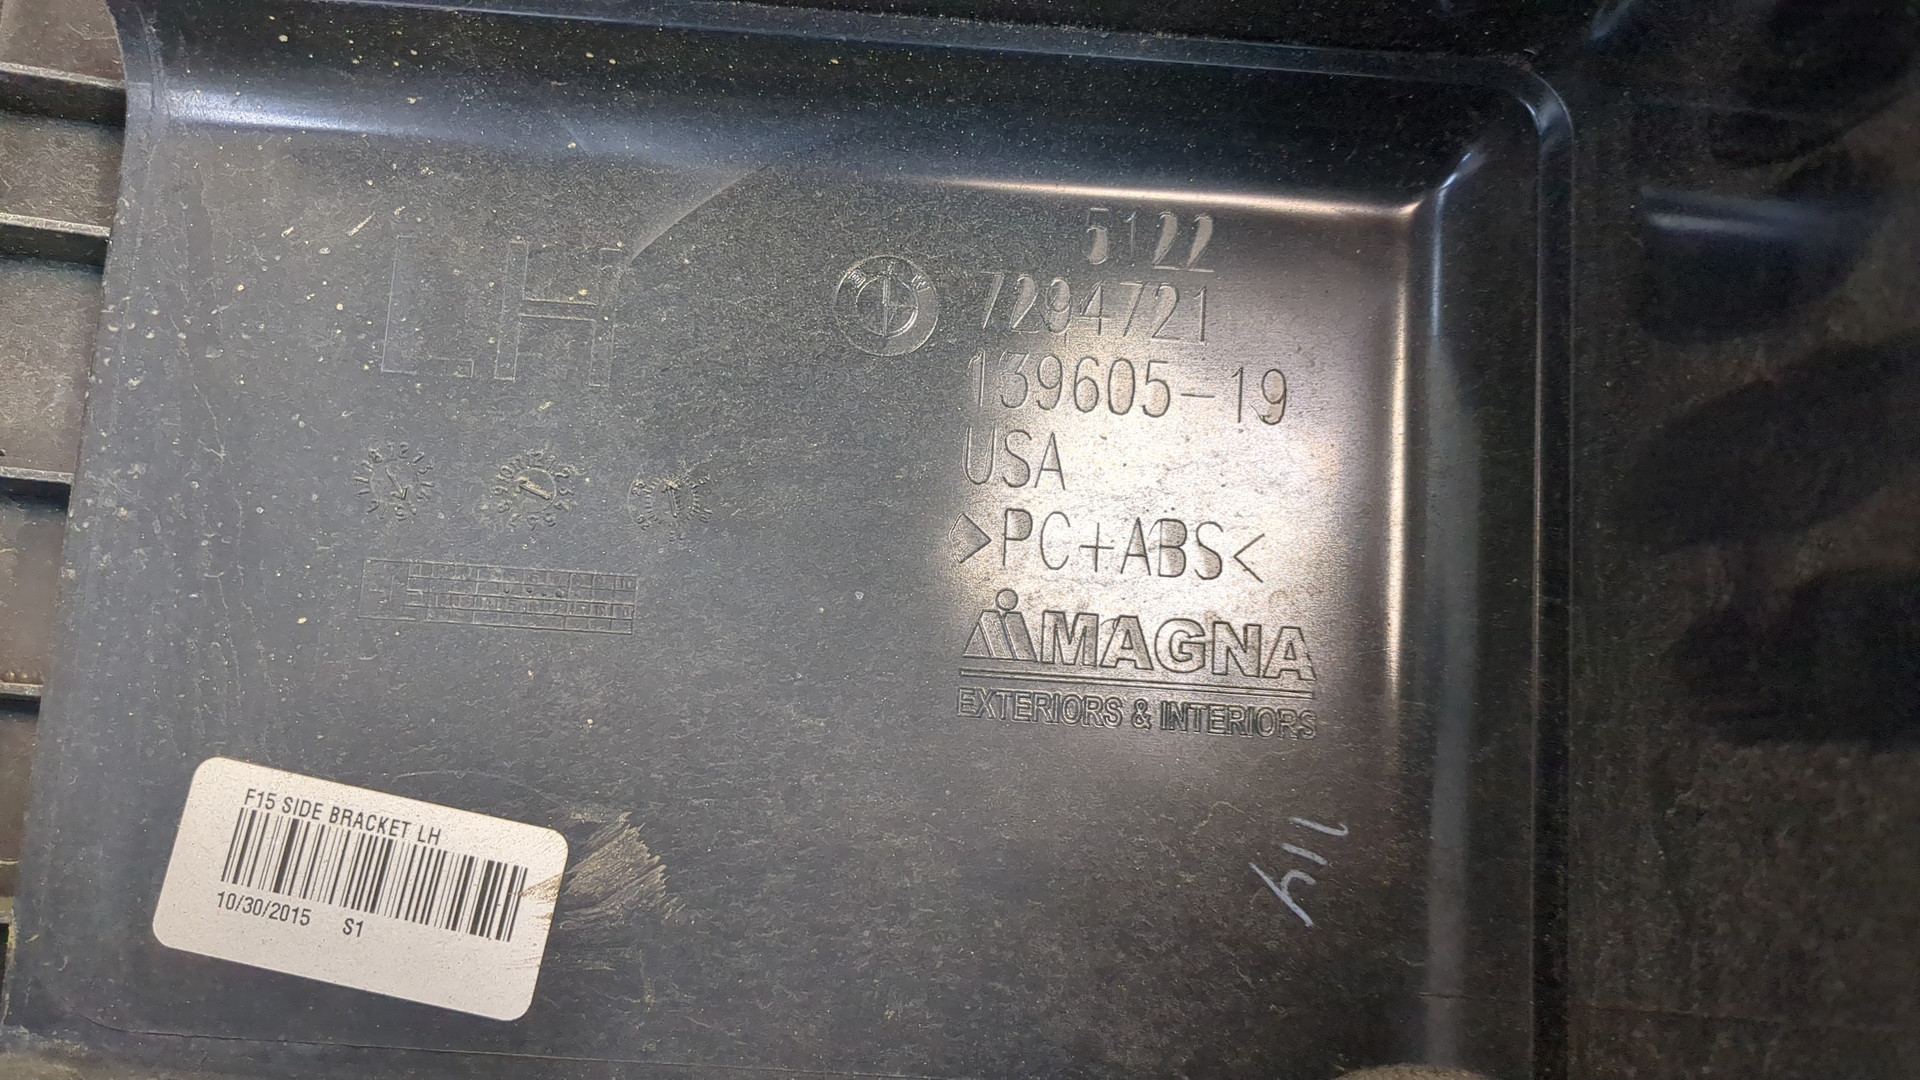 LH
5122
7294721
139605-19
USA
>PC+ABS<
MAGNA
EXTERIORS & INTERIORS
F15 SIDE BRACKET LH
10/30/2015 S1
114